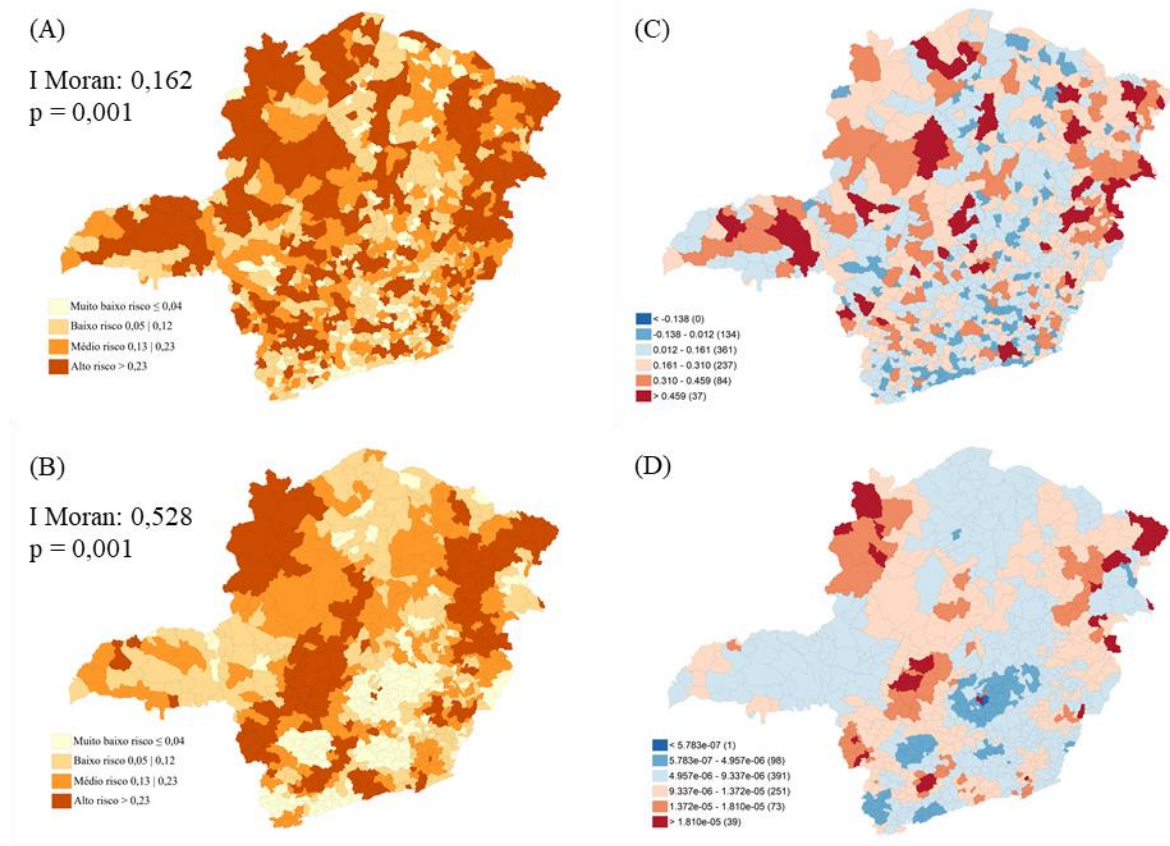 (A)
I Moran: 0,162
p = 0,001
Muito baixo risco ≤ 0,04
Baixo risco 0,05 | 0,12
Médio risco 0,13 | 0,23
Alto risco > 0,23
(C)
< -0.138 (0)
-0.138 - 0.012 (134)
0.012 - 0.161 (361)
0.161 - 0.310 (237)
0.310 - 0.459 (84)
> 0.459 (37)
(B)
I Moran: 0,528
p = 0,001
Muito baixo risco ≤ 0,04
Baixo risco 0,05 | 0,12
Médio risco 0,13 | 0,23
Alto risco > 0,23
(D)
< 5.783e-07 (1)
5.783e-07 - 4.957e-06 (98)
4.957e-06 - 9.337e-06 (391)
9.337e-06 - 1.372e-05 (251)
1.372e-05 - 1.810e-05 (73)
> 1.810e-05 (39)